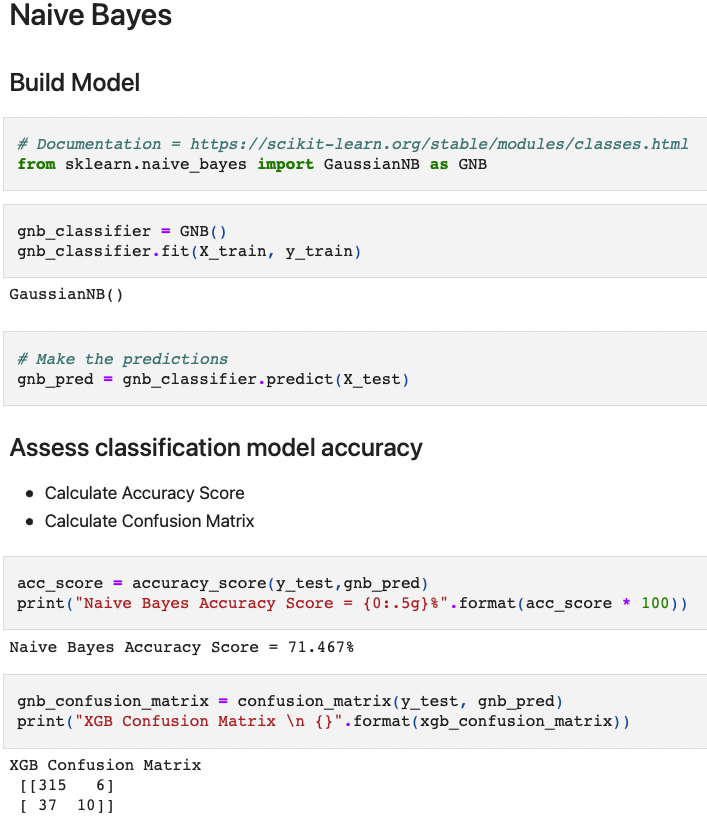 Naive Bayes
Build Model
# Documentation = https://scikit-learn.org/stable/modules/classes.html
from sklearn.naive_bayes import GaussianNB as GNB
gnb_classifier = GNB()
gnb_classifier.fit(X_train, y_train)
GaussianNB()
# Make the predictions
gnb_pred = gnb_classifier.predict(X_test)
Assess classification model accuracy
• Calculate Accuracy Score
• Calculate Confusion Matrix
acc_score = accuracy_score(y_test,gnb_pred)
print("Naive Bayes Accuracy Score = {0:.5g}%".format(acc_score * 100))
Naive Bayes Accuracy Score = 71.467%
gnb_confusion_matrix = confusion_matrix(y_test, gnb_pred)
print("XGB Confusion Matrix \n {}".format(xgb_confusion_matrix))
XGB Confusion Matrix
[[315   6]
[ 37  10]]